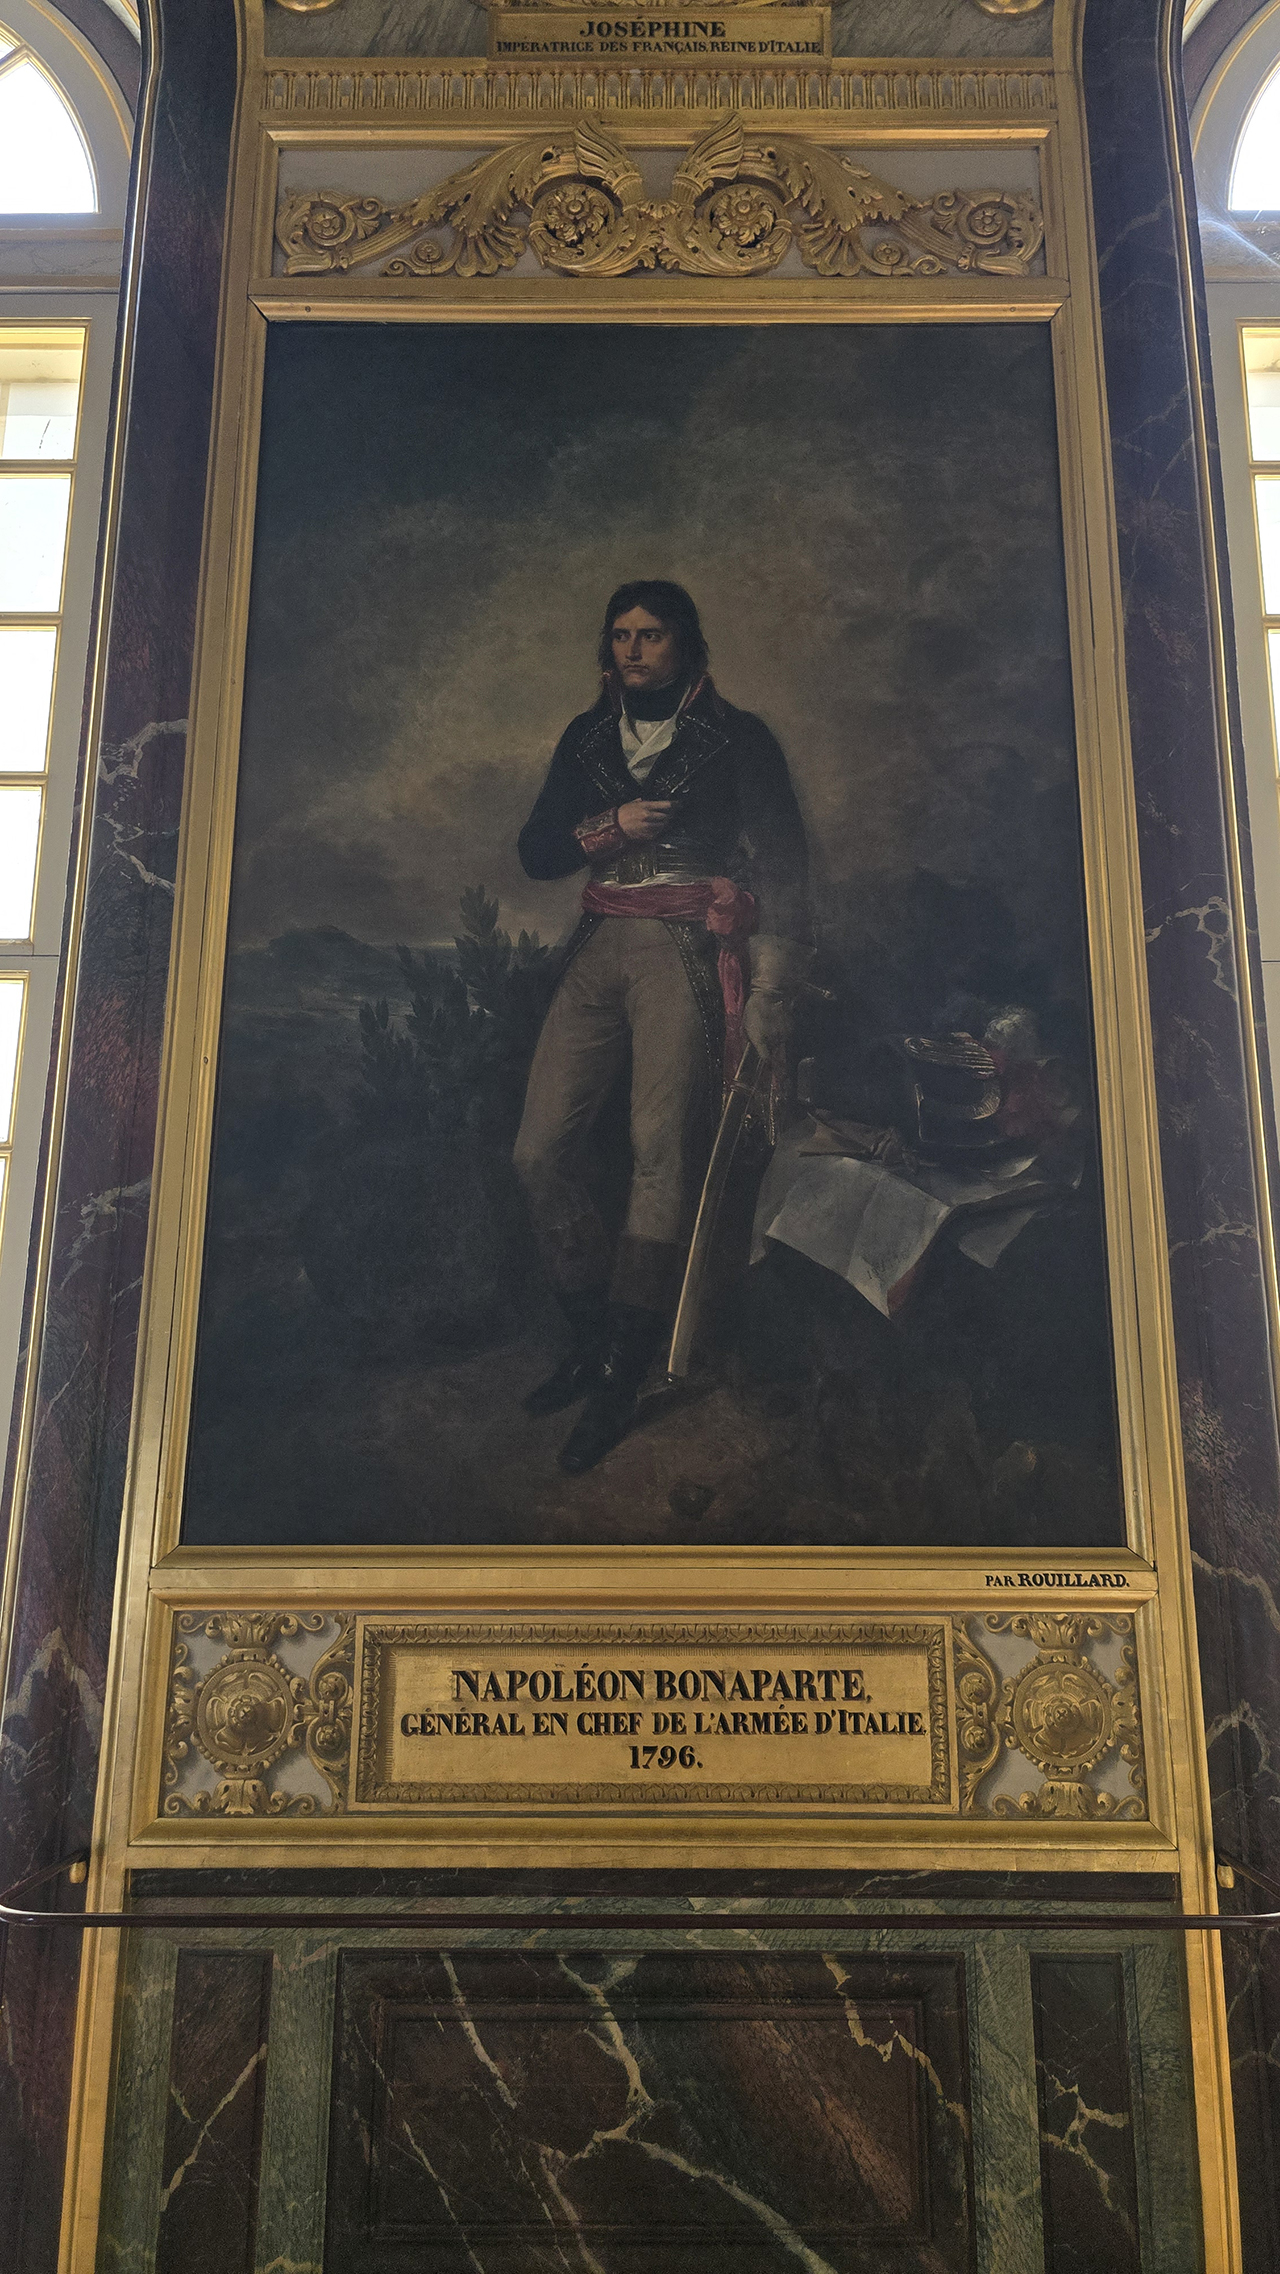 JOSÉPHINE
IMPERATRICE DES FRANÇAIS, REINE D'ITALIE
PAR ROUILLARD.
NAPOLÉON BONAPARTE,
GÉNÉRAL EN CHEF DE L'ARMÉE D'ITALIE,
1796.